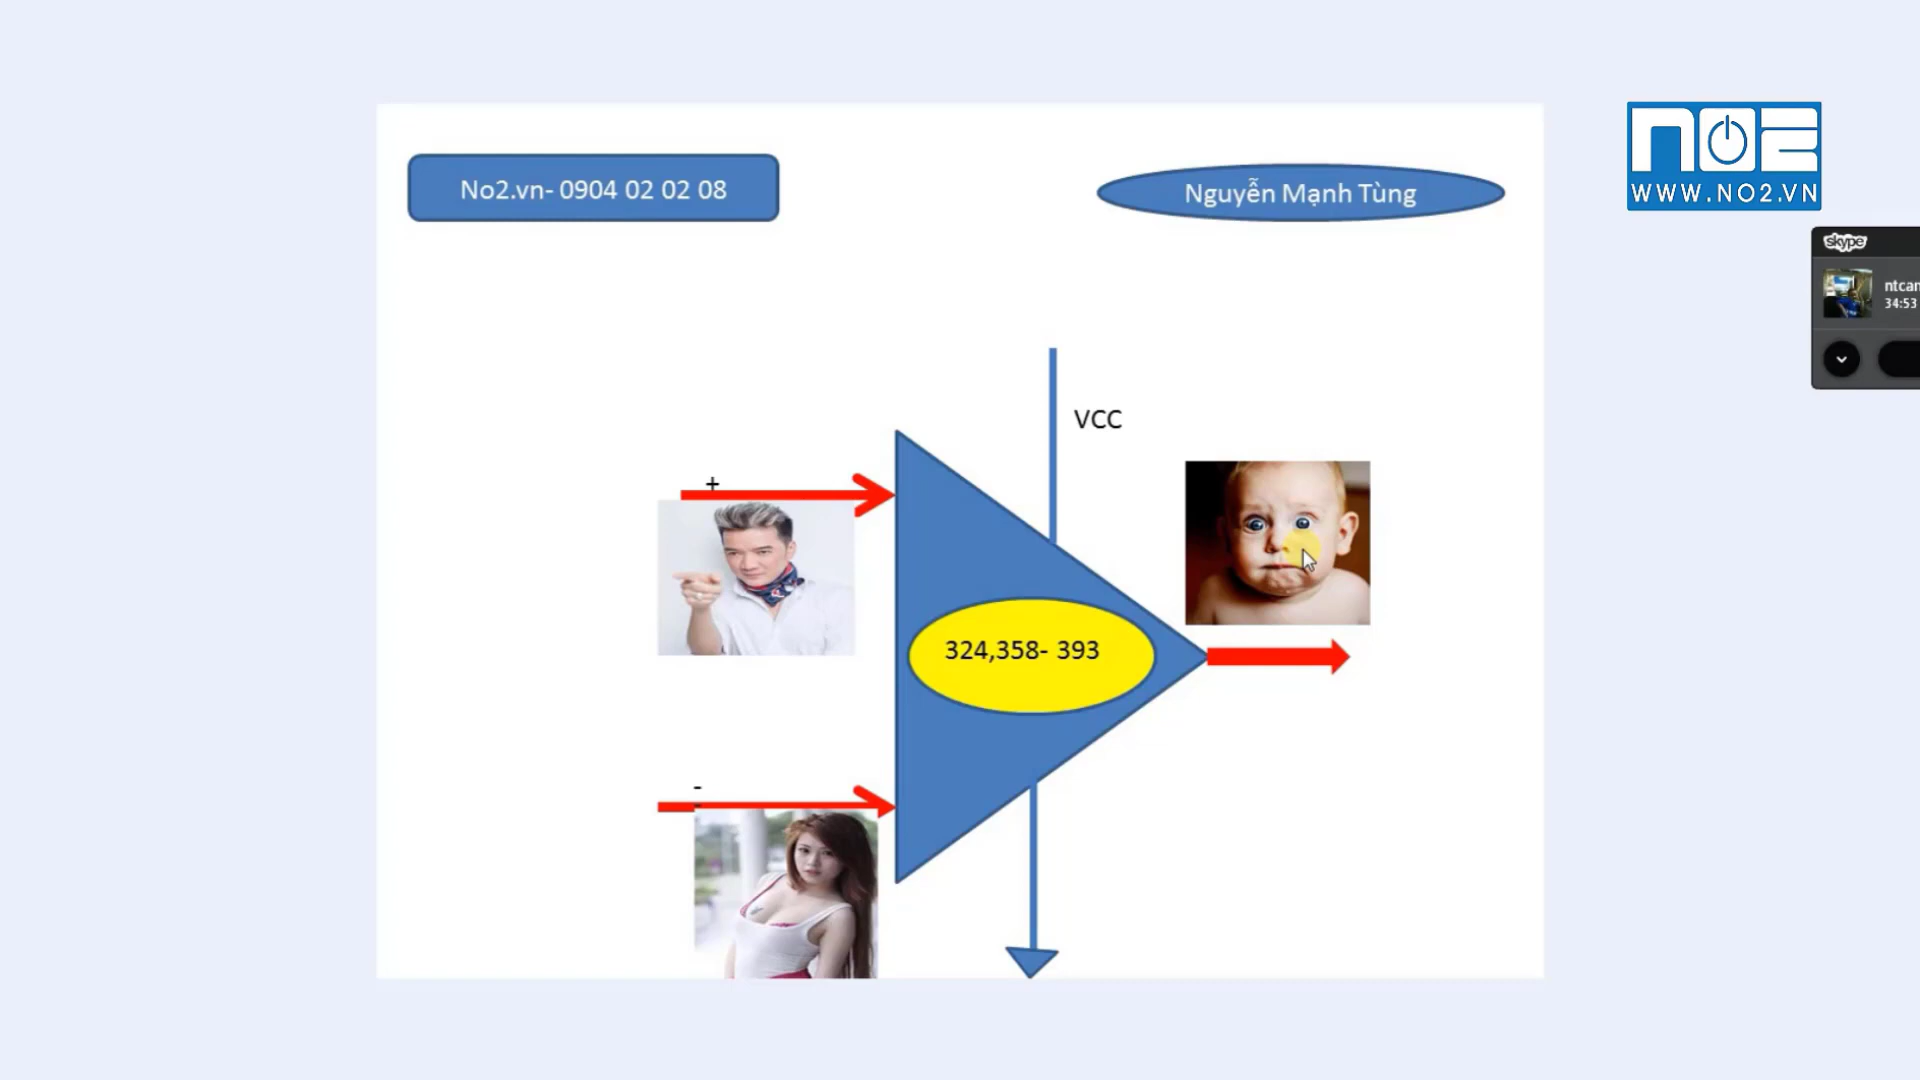 No2.vn- 0904 02 02 08
Nguyễn Mạnh Tùng
NO2
WWW.NO2.VN
skype
34:53
VCC
+
324,358- 393
-